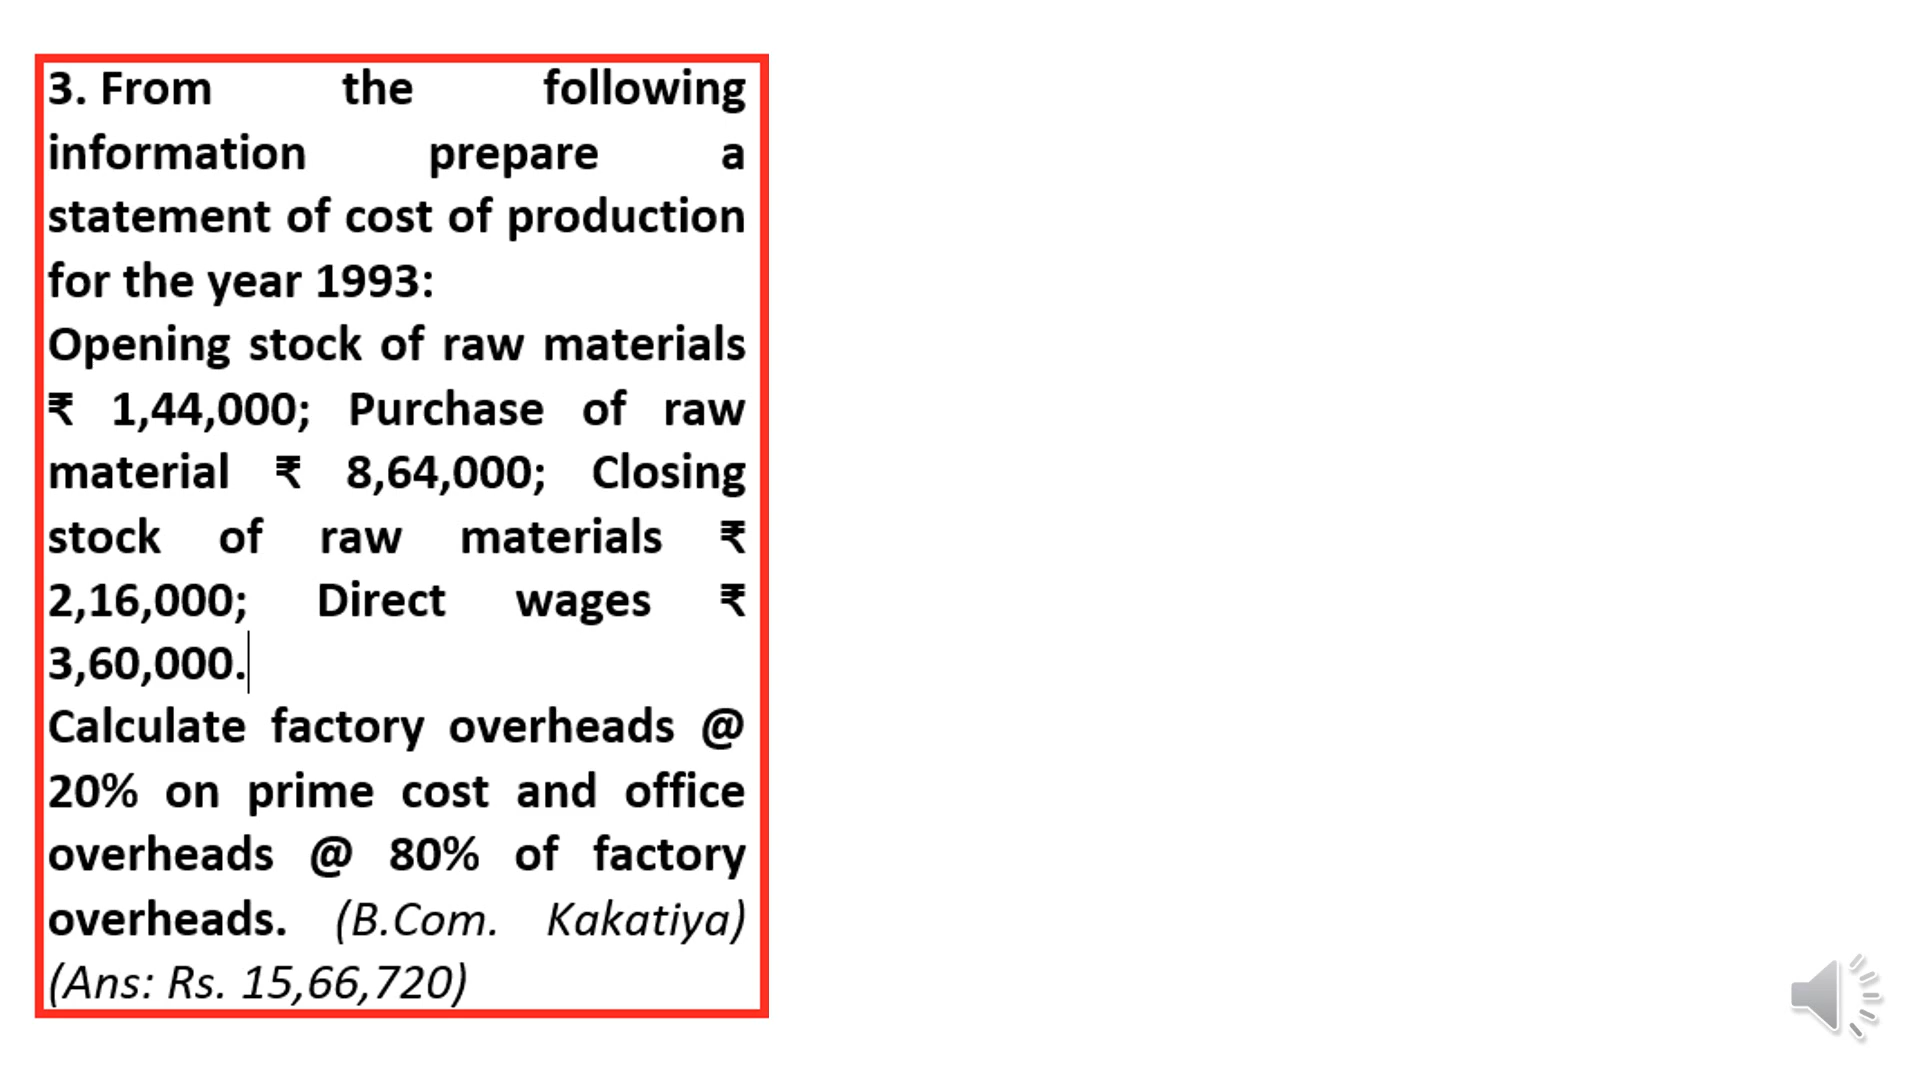 3. From the following
information prepare a
statement of cost of production
for the year 1993:
Opening stock of raw materials
₹ 1,44,000; Purchase of raw
material ₹ 8,64,000; Closing
stock of raw materials ₹
2,16,000; Direct wages ₹
3,60,000.
Calculate factory overheads @
20% on prime cost and office
overheads @ 80% of factory
overheads. (B.Com. Kakatiya)
(Ans: Rs. 15,66,720)